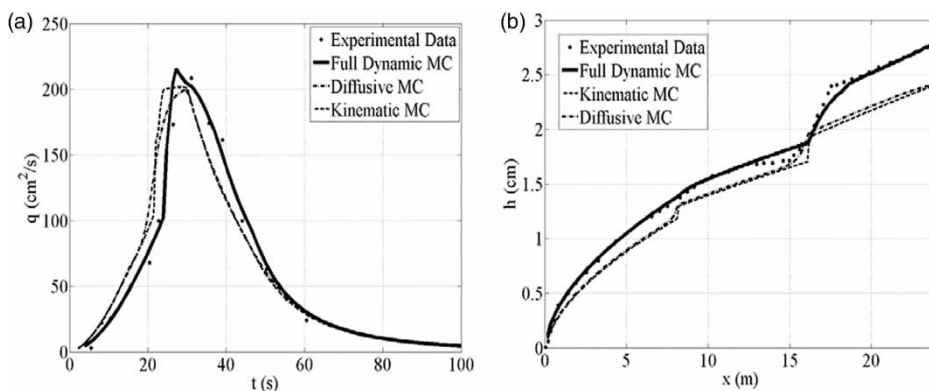 (a)
250
200
150
100
50
0
q (cm²/s)
0 20 40 60 80 100
t (s)
Experimental Data
Full Dynamic MC
Diffusive MC
Kinematic MC
(b)
3
2.5
2
1.5
1
0.5
0
h (cm)
0 5 10 15 20
x (m)
Experimental Data
Full Dynamic MC
Kinematic MC
Diffusive MC